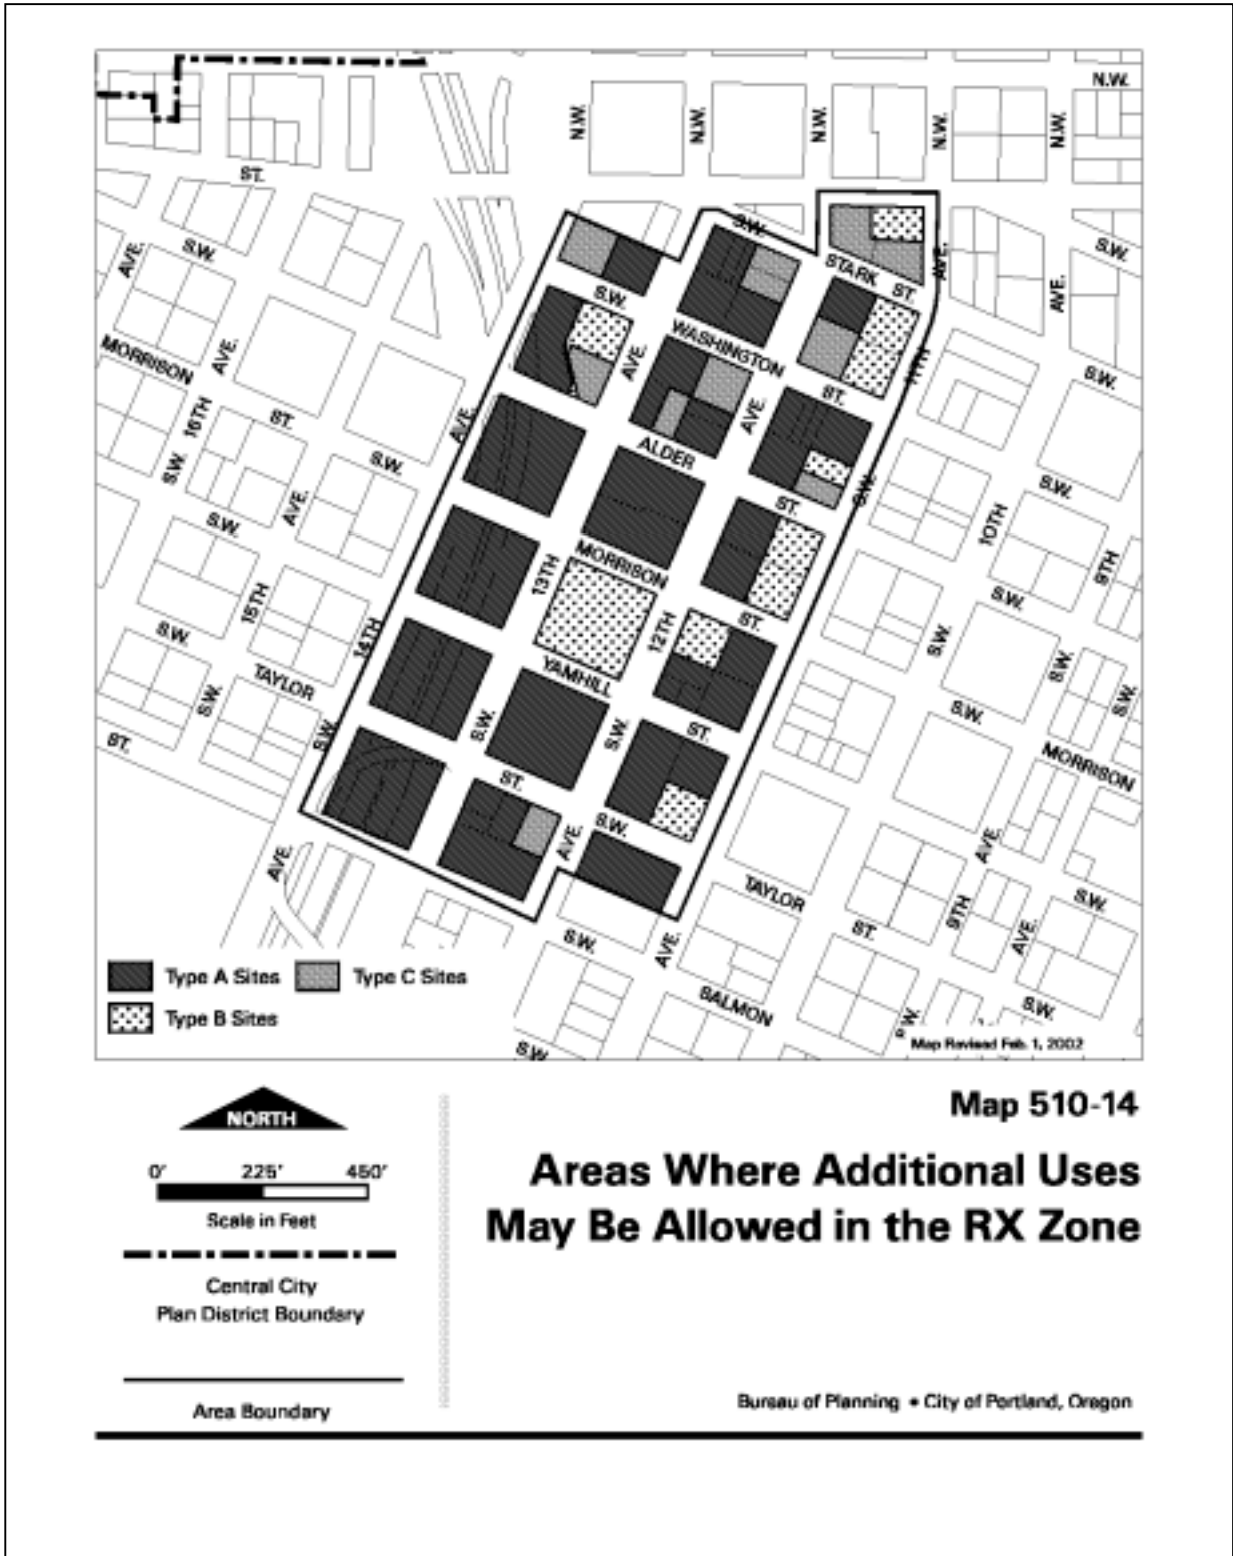 N.W.
N.W.
N.W.
N.W.
N.W.
N.W.
ST.
S.W.
AVE.
S.W.
STARK
ST.
AVE.
S.W.
AVE.
S.W.
WASHINGTON
ST.
11TH
MORRISON
AVE.
AVE.
S.W.
AVE.
AVE.
16TH
ST.
S.W.
S.W.
ALDER
ST.
S.W.
S.W.
AVE.
S.W.
10TH
9TH
15TH
14TH
13TH
MORRISON
12TH
ST.
S.W.
S.W.
S.W.
TAYLOR
S.W.
YAMHILL
S.W.
S.W.
ST.
S.W.
S.W.
S.W.
ST.
S.W.
MORRISON
ST.
S.W.
AVE.
AVE.
AVE.
TAYLOR
9TH
S.W.
S.W.
AVE.
ST.
AVE.
SALMON
S.W.
S.W.
S.W.
Type A Sites
Type C Sites
Type B Sites
Map Revised Feb. 1, 2002
NORTH
0' 225' 450'
Scale in Feet
Central City
Plan District Boundary
Area Boundary
Map 510-14
Areas Where Additional Uses
May Be Allowed in the RX Zone
Bureau of Planning • City of Portland, Oregon